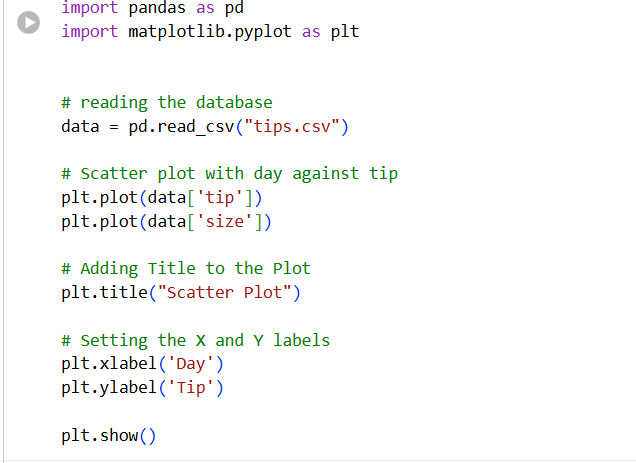 import pandas as pd
import matplotlib.pyplot as plt
# reading the database
data = pd.read_csv("tips.csv")
# Scatter plot with day against tip
plt.plot(data['tip'])
plt.plot(data['size'])
# Adding Title to the Plot
plt.title("Scatter Plot")
# Setting the X and Y labels
plt.xlabel('Day')
plt.ylabel('Tip')
plt.show()